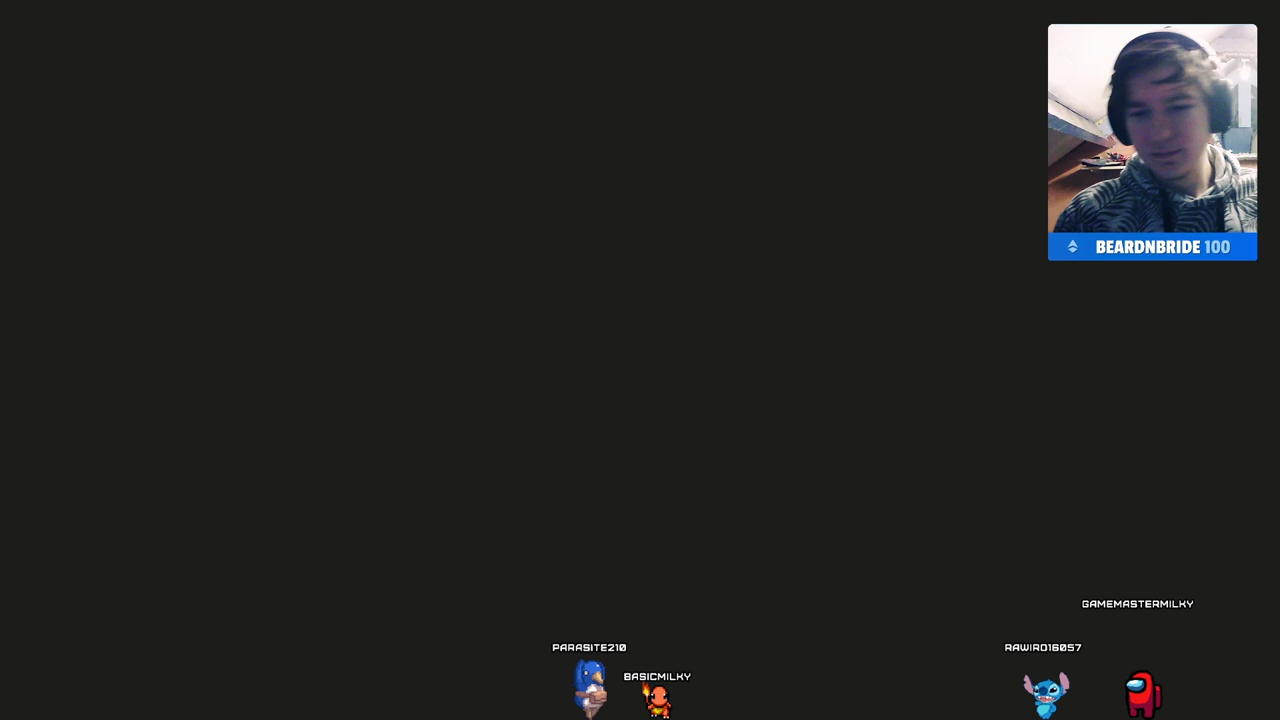 BEARDNBRIDE 100
GAMEMASTERMILKY
PARASITE210
RAWIRO16057
BASICMILKY